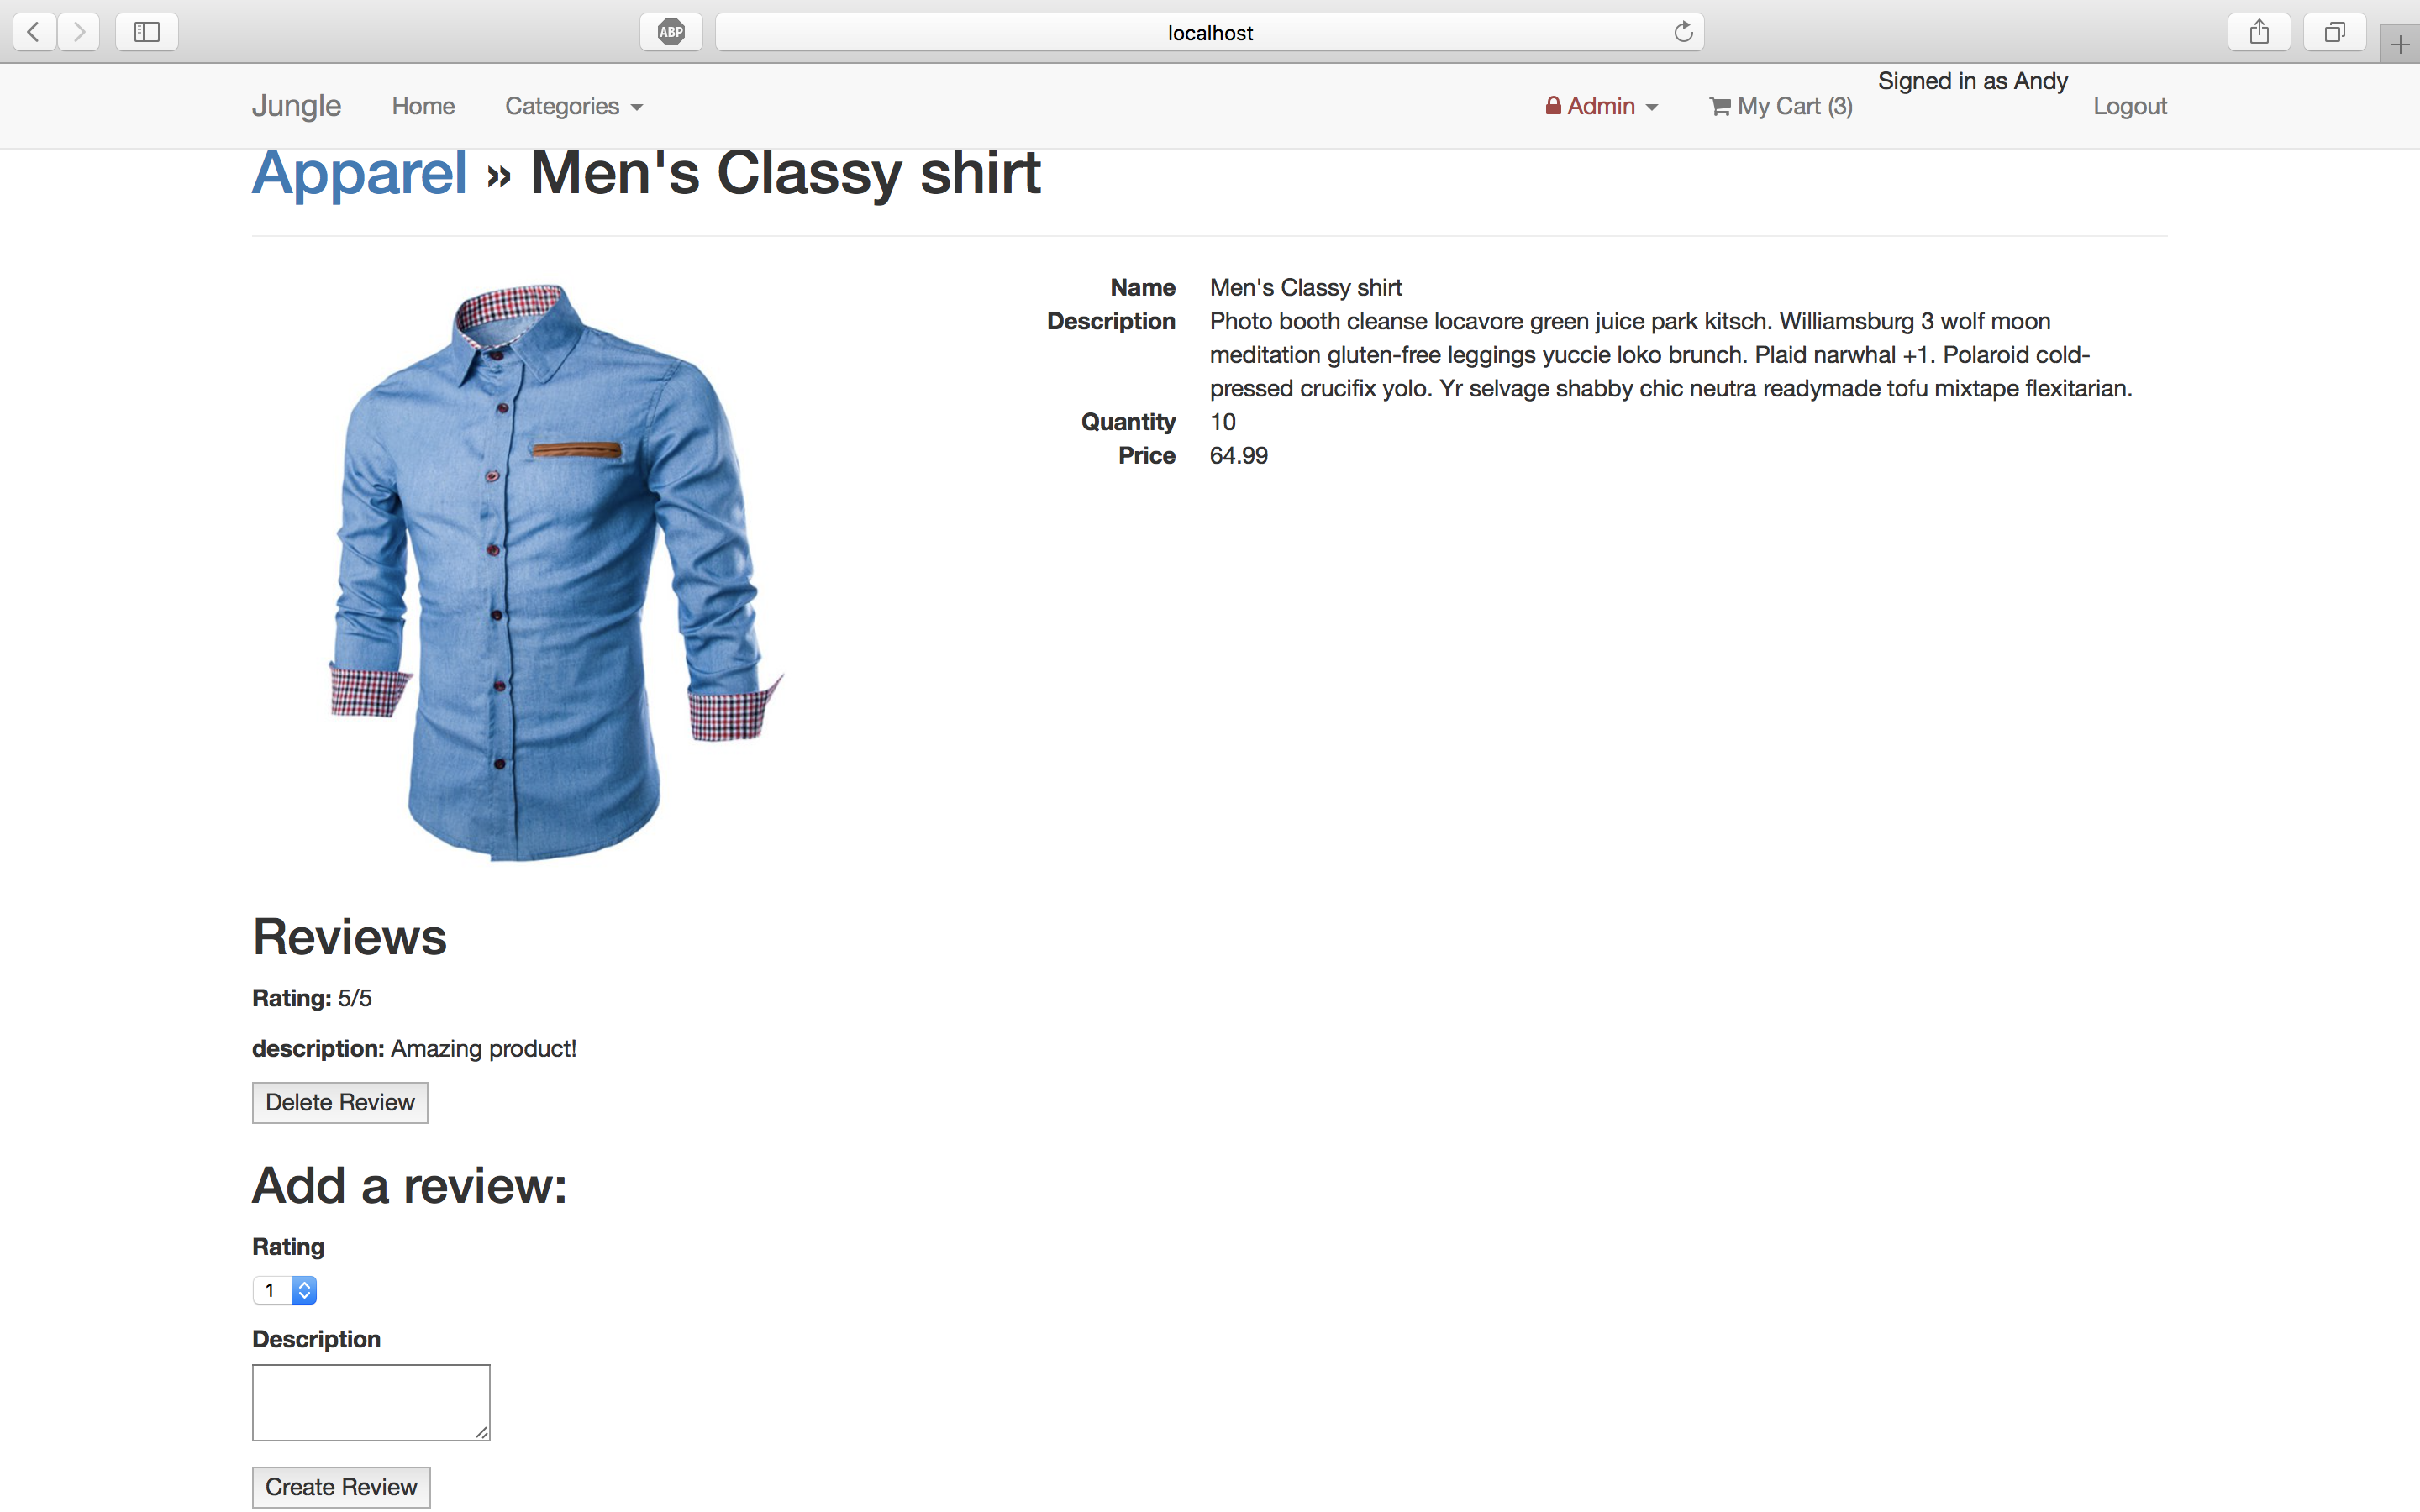 ABP
localhost
Jungle Home Categories Admin My Cart (3) Signed in as Andy Logout
Apparel » Men's Classy shirt
Name Men's Classy shirt
Description Photo booth cleanse locavore green juice park kitsch. Williamsburg 3 wolf moon
meditation gluten-free leggings yuccie loko brunch. Plaid narwhal +1. Polaroid cold-
pressed crucifix yolo. Yr selvage shabby chic neutra readymade tofu mixtape flexitarian.
Quantity 10
Price 64.99
Reviews
Rating: 5/5
description: Amazing product!
Delete Review
Add a review:
Rating
1
Description
Create Review